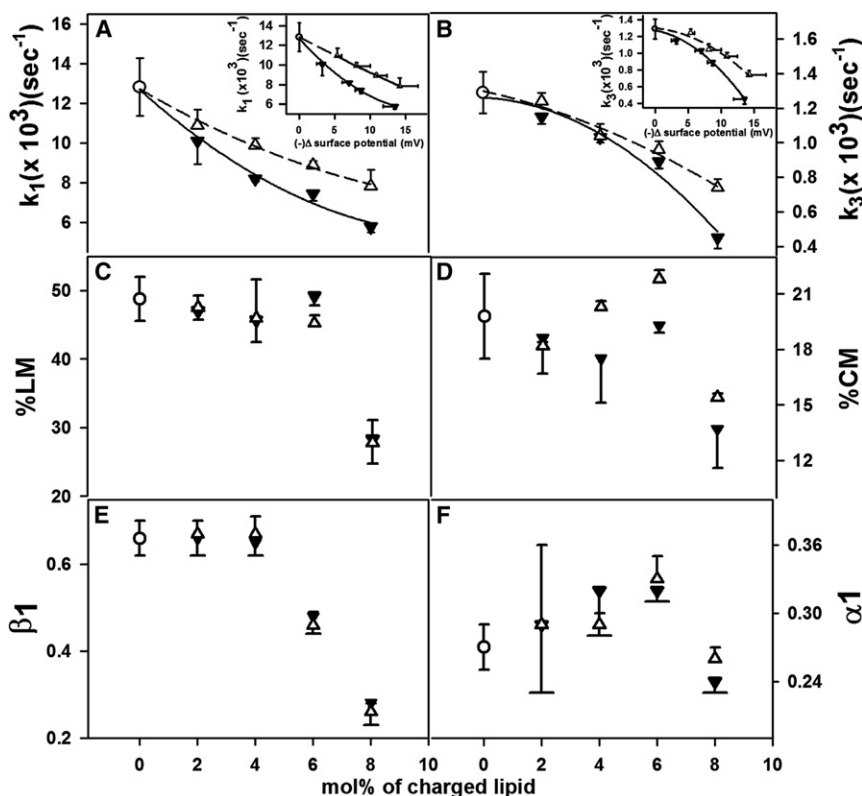 A
k₁(x 10³)(sec⁻¹)
16
14
12
10
8
6
k₁ (x10³)(sec⁻¹)
14
12
10
8
6
0 5 10 15
(-)Δ surface potential (mV)
B
k₃(x 10³)(sec⁻¹)
1.6
1.4
1.2
1.0
0.8
0.6
0.4
k₃(x10³)(sec⁻¹)
1.4
1.2
1.0
0.8
0.6
0.4
0 5 10 15
(-)Δ surface potential (mV)
C
%LM
50
40
30
20
D
%CM
21
18
15
12
E
β1
0.6
0.4
0.2
0 2 4 6 8 10
F
α1
0.36
0.30
0.24
0 2 4 6 8 10
mol% of charged lipid